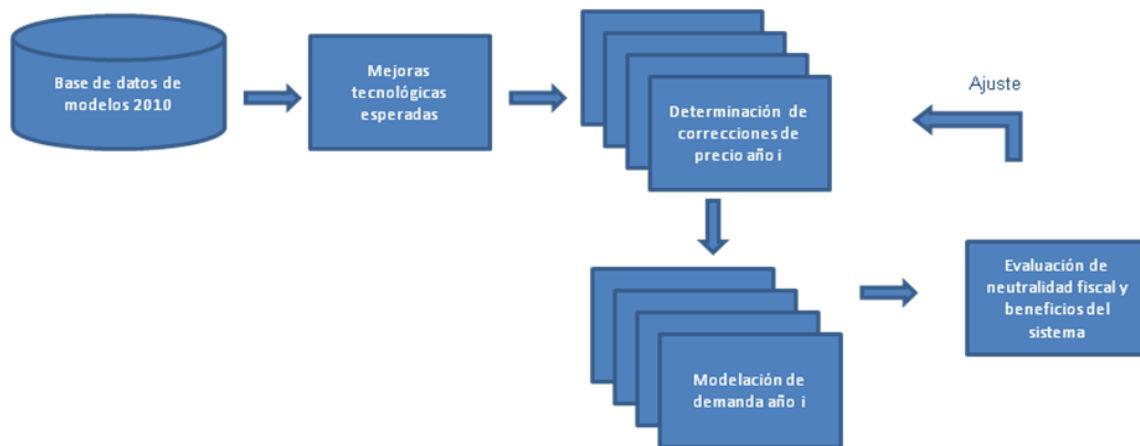 Base de datos de
modelos 2010
Mejoras
tecnológicas
esperadas
Determinación de
correcciones de
precio año i
Ajuste
Evaluación de
neutralidad fiscal y
beneficios del
sistema
Modelación de
demanda año i